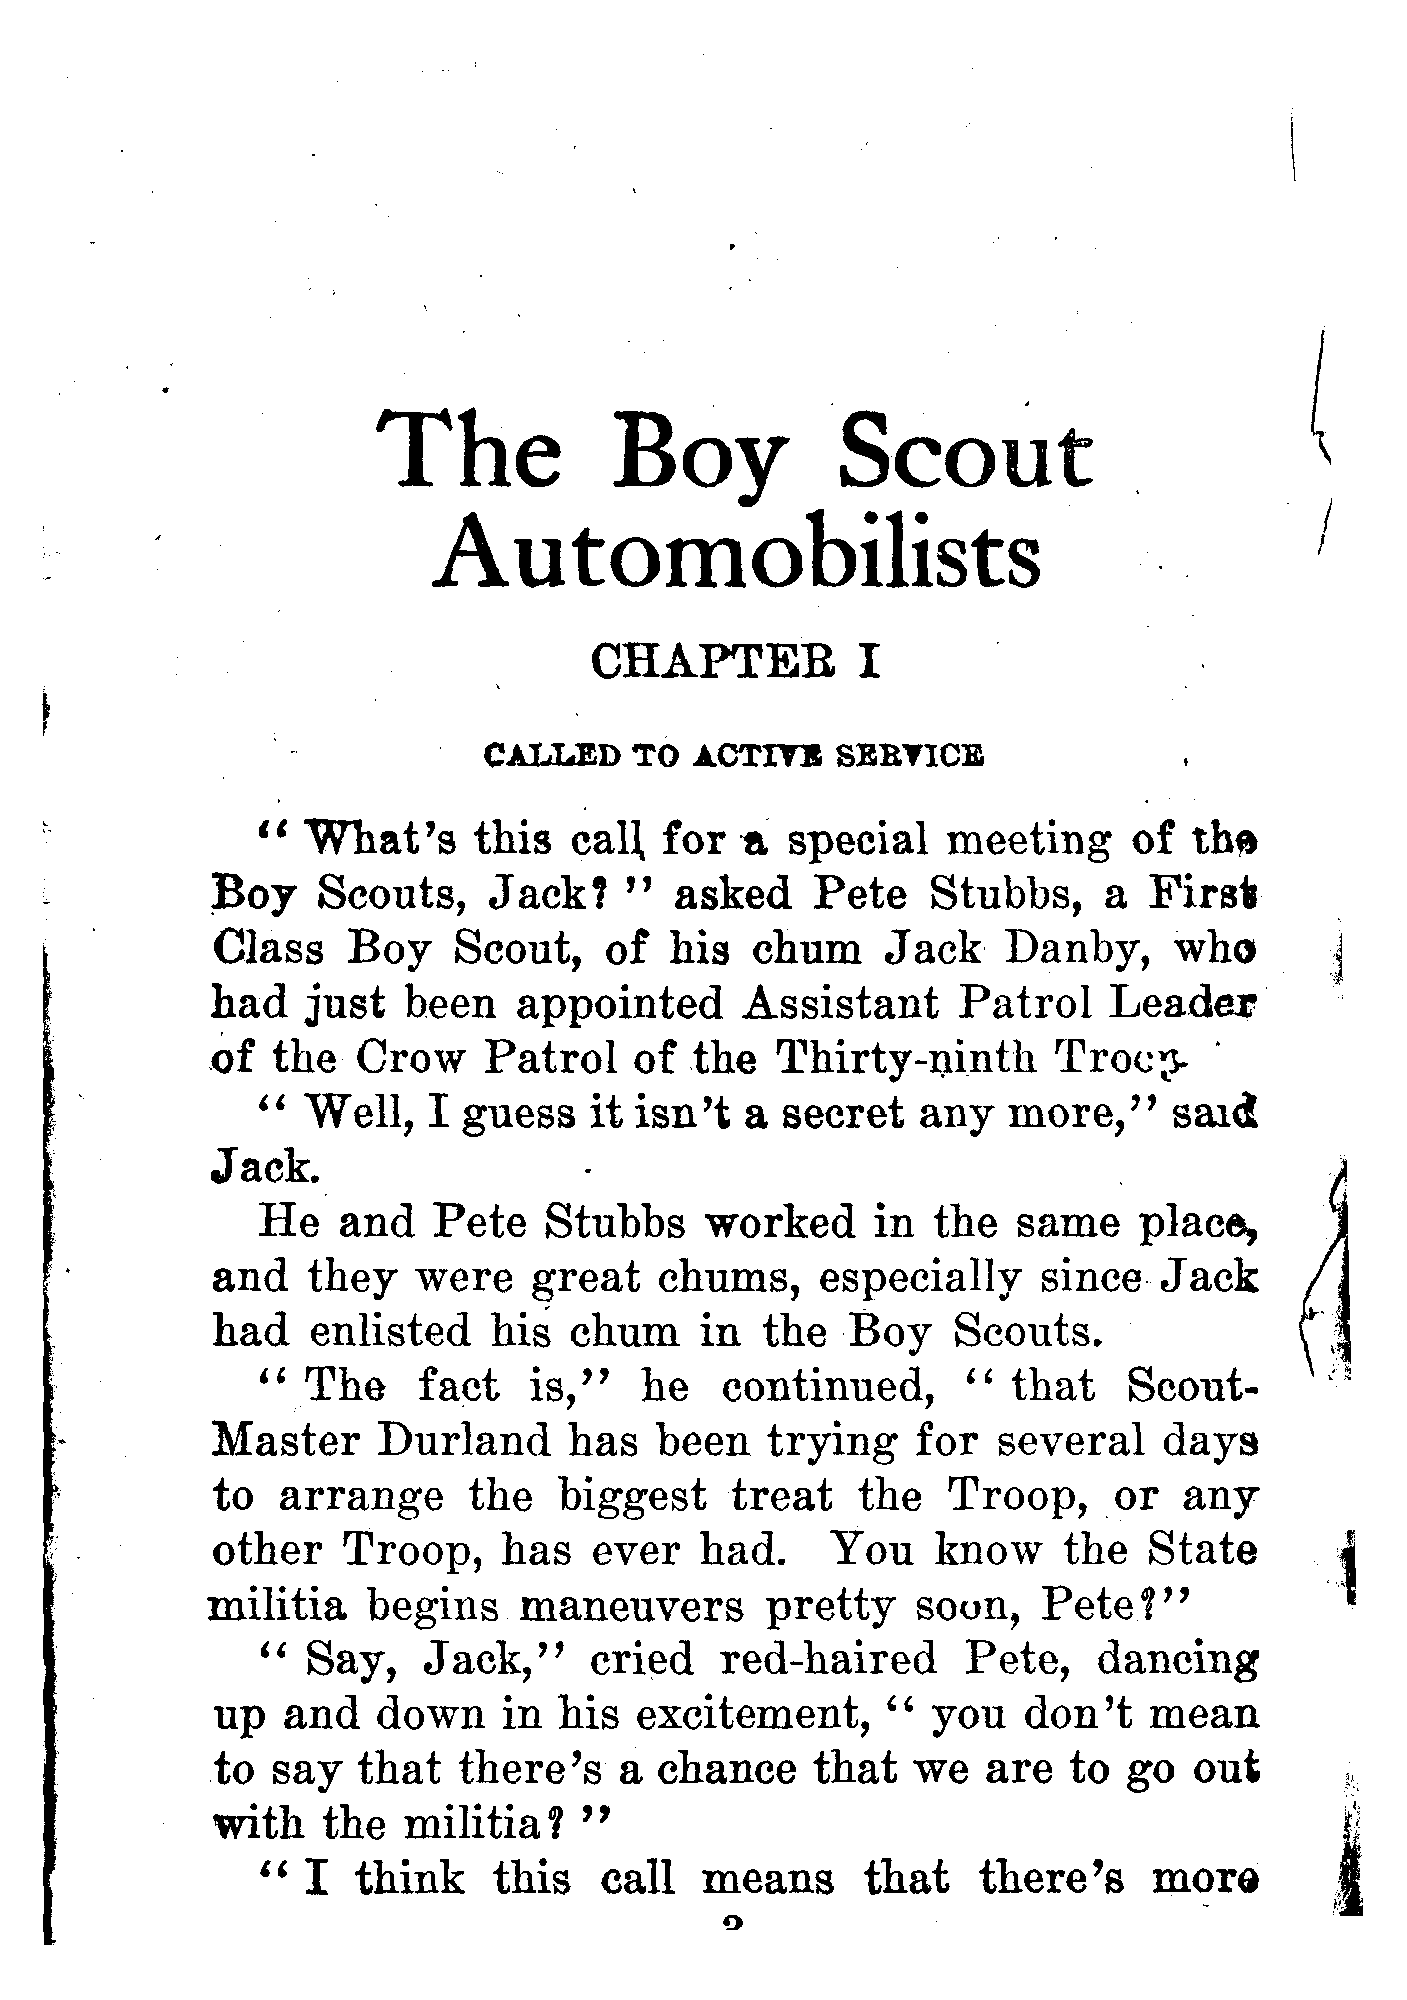 The Boy Scout
Automobilists
CHAPTER I
CALLED TO ACTIVE SERVICE
“ What’s this call for a special meeting of the
Boy Scouts, Jack? ” asked Pete Stubbs, a First
Class Boy Scout, of his chum Jack Danby, who
had just been appointed Assistant Patrol Leader
of the Crow Patrol of the Thirty-ninth Troop.
“ Well, I guess it isn’t a secret any more,” said
Jack.
He and Pete Stubbs worked in the same place,
and they were great chums, especially since Jack
had enlisted his chum in the Boy Scouts.
“ The fact is,” he continued, “ that Scout-
Master Durland has been trying for several days
to arrange the biggest treat the Troop, or any
other Troop, has ever had. You know the State
militia begins maneuvers pretty soon, Pete?”
“ Say, Jack,” cried red-haired Pete, dancing
up and down in his excitement, “ you don’t mean
to say that there’s a chance that we are to go out
with the militia? ”
“ I think this call means that there’s more